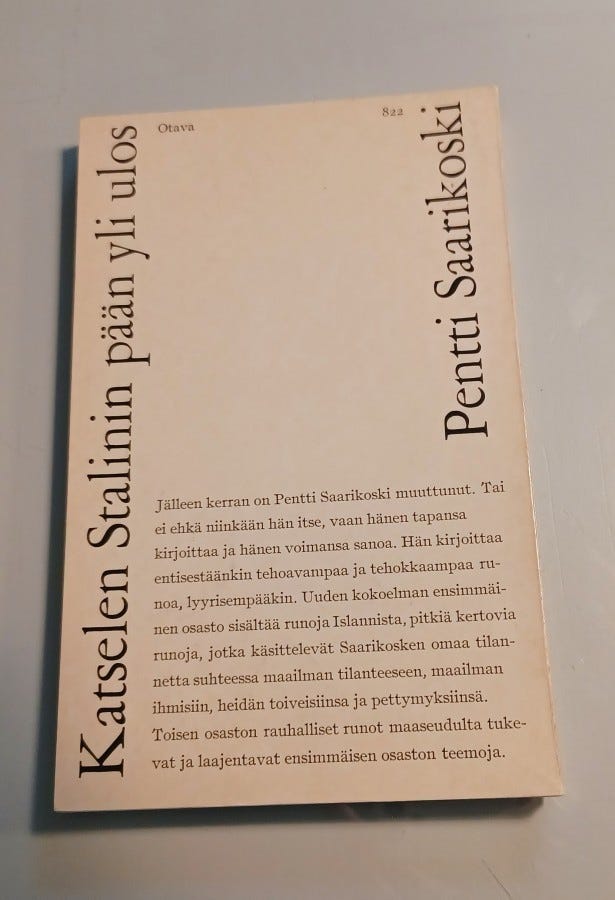 Otava
822
Katselen Stalinin pään yli ulos
Pentti Saarikoski
Jälleen kerran on Pentti Saarikoski muuttunut. Tai
ei ehkä niinkään hän itse, vaan hänen tapansa
kirjoittaa ja hänen voimansa sanoa. Hän kirjoittaa
entisestäänkin tehoavampaa ja tehokkaampaa ru-
noa, lyyrisempääkin. Uuden kokoelman ensimmäi-
nen osasto sisältää runoja Islannista, pitkiä kertovia
runoja, jotka käsittelevät Saarikosken omaa tilan-
netta suhteessa maailman tilanteeseen, maailman
ihmisiin, heidän toiveisiinsa ja pettymyksiinsä.
Toisen osaston rauhalliset runot maaseudulta tuke-
vat ja laajentavat ensimmäisen osaston teemoja.